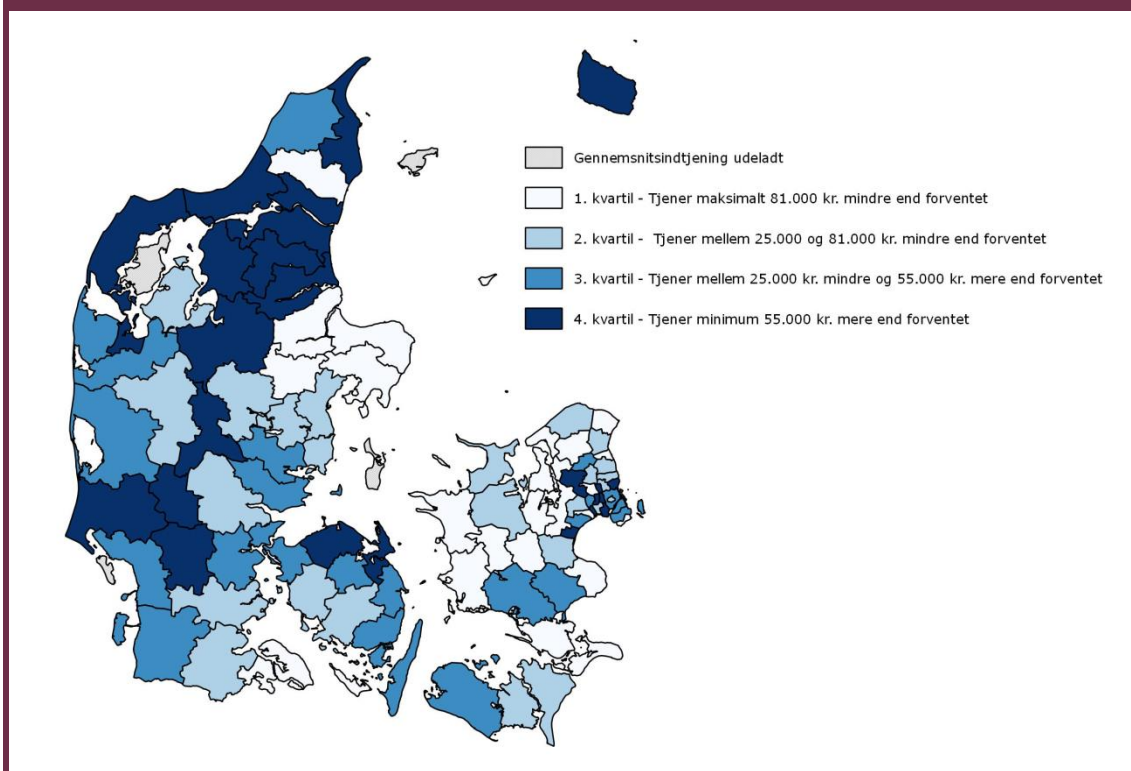 Gennemsnitsindtjening udeladt
1. kvartil - Tjener maksimalt 81.000 kr. mindre end forventet
2. kvartil - Tjener mellem 25.000 og 81.000 kr. mindre end forventet
3. kvartil - Tjener mellem 25.000 kr. mindre og 55.000 kr. mere end forventet
4. kvartil - Tjener minimum 55.000 kr. mere end forventet